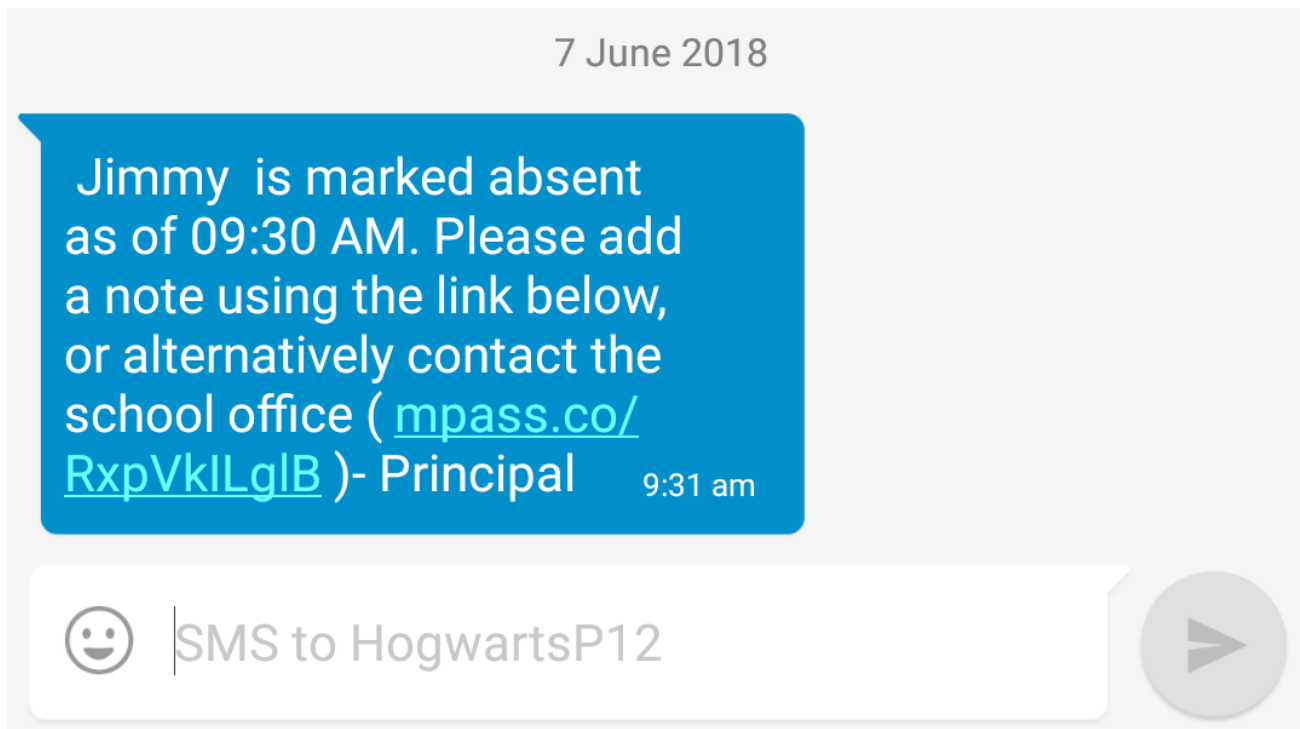 7 June 2018
Jimmy  is marked absent
as of 09:30 AM. Please add
a note using the link below,
or alternatively contact the
school office ( mpass.co/
RxpVkILglB )- Principal 9:31 am
SMS to HogwartsP12